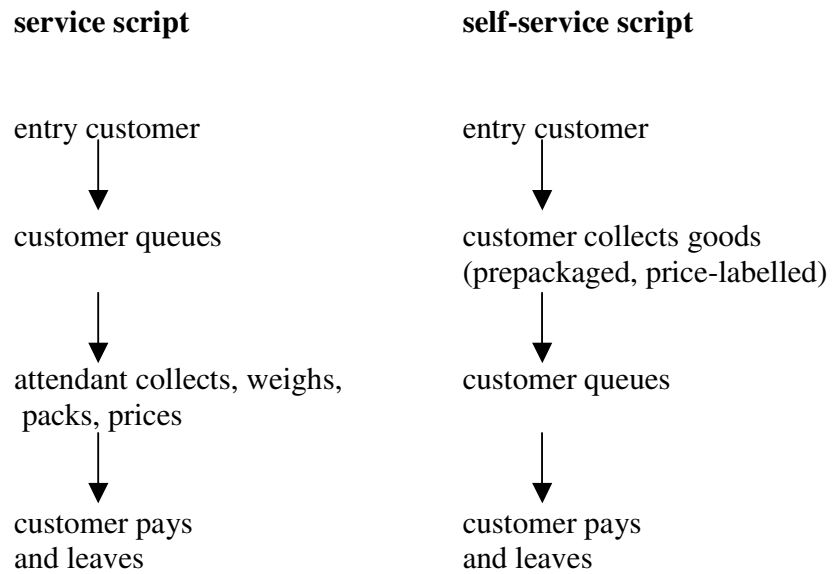 service script
entry customer
customer queues
attendant collects, weighs,
packs, prices
customer pays
and leaves
self-service script
entry customer
customer collects goods
(prepackaged, price-labelled)
customer queues
customer pays
and leaves